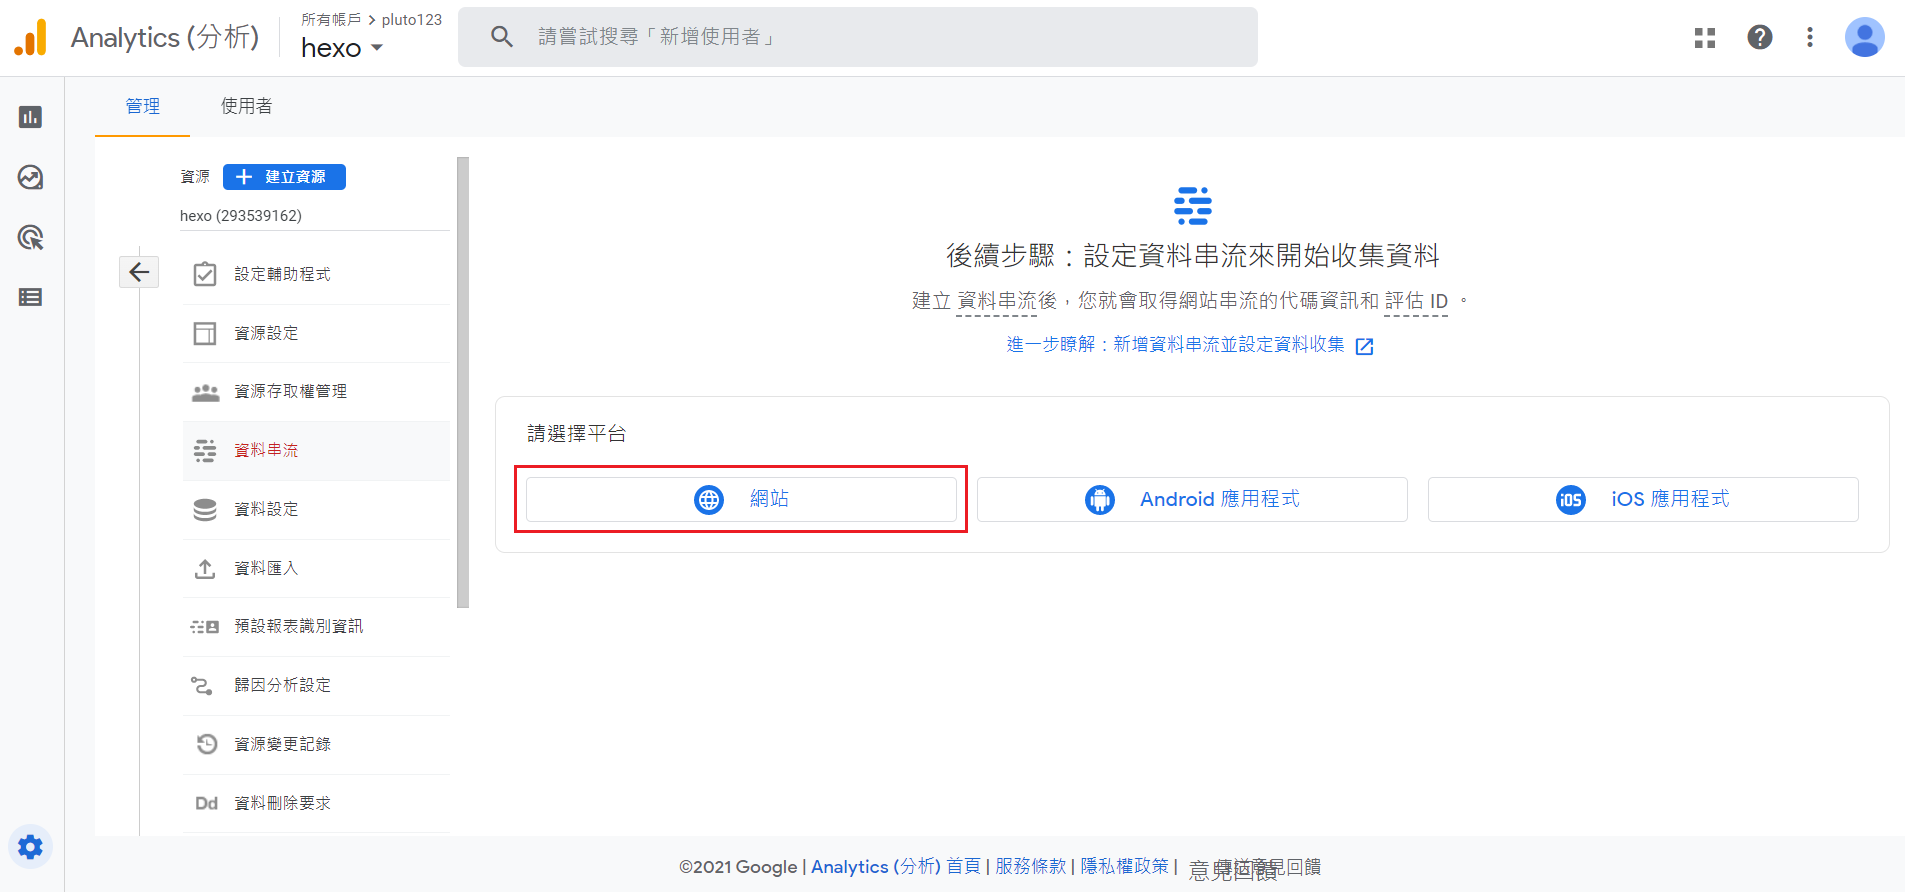 Analytics (分析)
所有帳戶 > pluto123
hexo
請嘗試搜尋「新增使用者」
管理
使用者
資源
建立資源
hexo (293539162)
設定輔助程式
資源設定
資源存取權管理
資料串流
資料設定
資料匯入
預設報表識別資訊
歸因分析設定
資源變更記錄
Dd 資料刪除要求
後續步驟：設定資料串流來開始收集資料
建立 資料串流後，您就會取得網站串流的代碼資訊和 評估 ID 。
進一步瞭解：新增資料串流並設定資料收集
請選擇平台
網站
Android 應用程式
iOS iOS 應用程式
©2021 Google | Analytics (分析) 首頁 | 服務條款 | 隱私權政策 | 傳送意見回饋
意見回饋